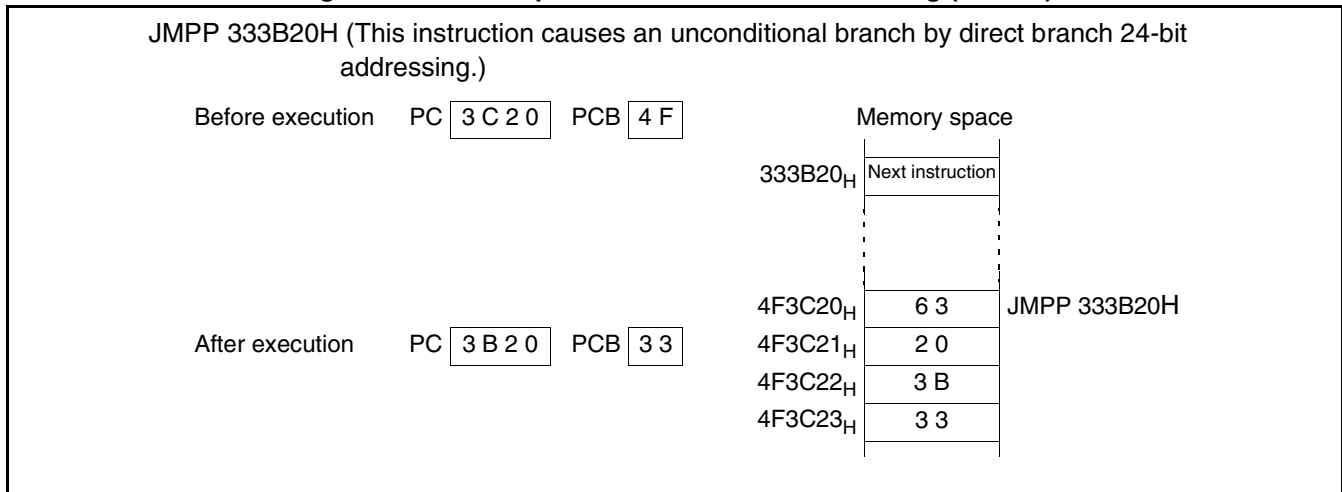 JMPP 333B20H (This instruction causes an unconditional branch by direct branch 24-bit
addressing.)
Before execution PC 3 C 2 0 PCB 4 F Memory space
333B20H Next instruction
4F3C20H 6 3 JMPP 333B20H
After execution PC 3 B 2 0 PCB 3 3 4F3C21H 2 0
4F3C22H 3 B
4F3C23H 3 3